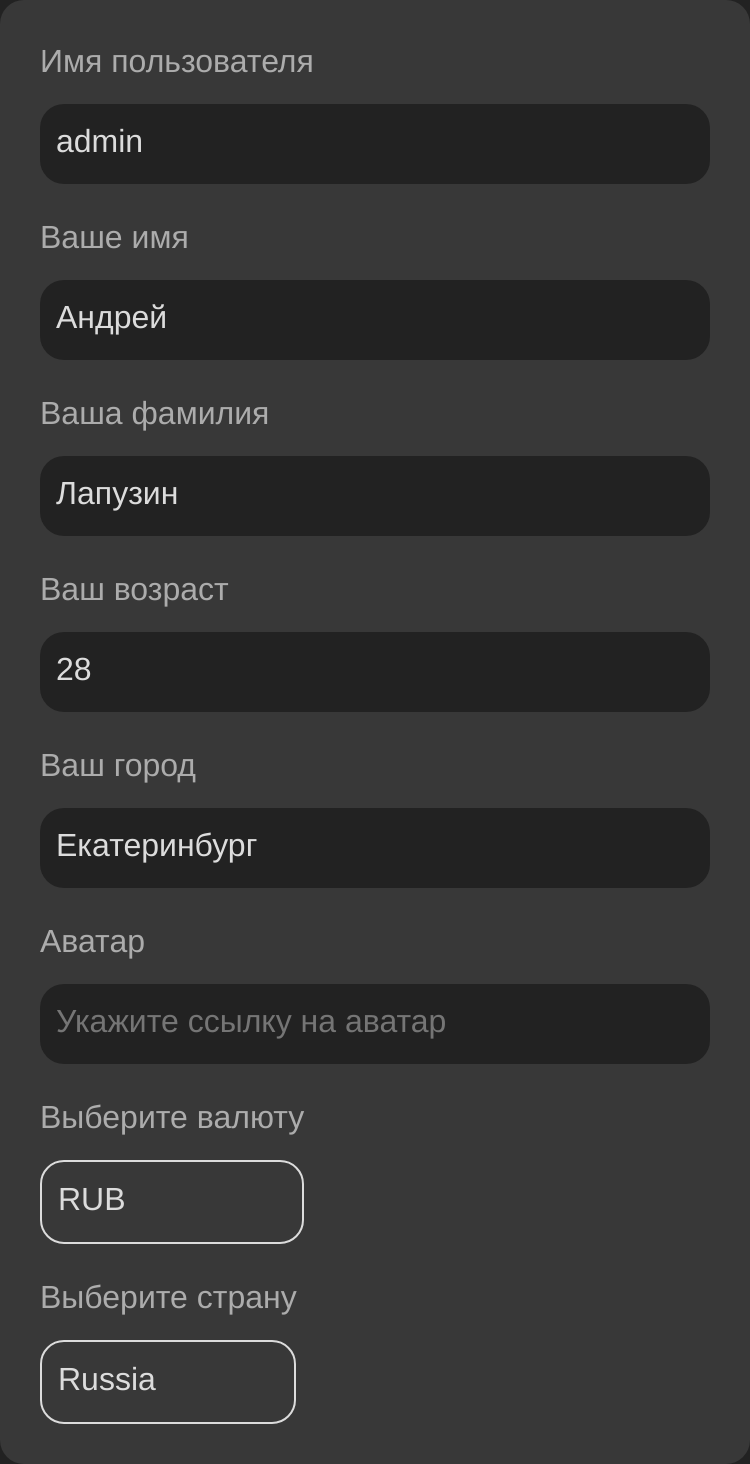 Имя пользователя
admin
Ваше имя
Андрей
Ваша фамилия
Лапузин
Ваш возраст
28
Ваш город
Екатеринбург
Аватар
Укажите ссылку на аватар
Выберите валюту
RUB
Выберите страну
Russia